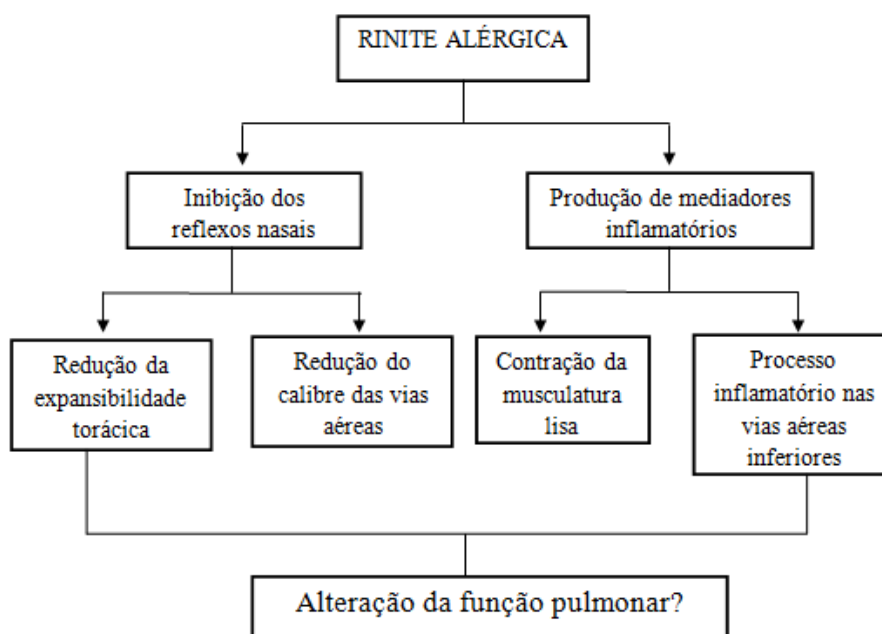 RINITE ALÉRGICA
Inibição dos
reflexos nasais
Produção de mediadores
inflamatórios
Redução da
expansibilidade
torácica
Redução do
calibre das vias
aéreas
Contração da
musculatura
lisa
Processo
inflamatório nas
vias aéreas
inferiores
Alteração da função pulmonar?